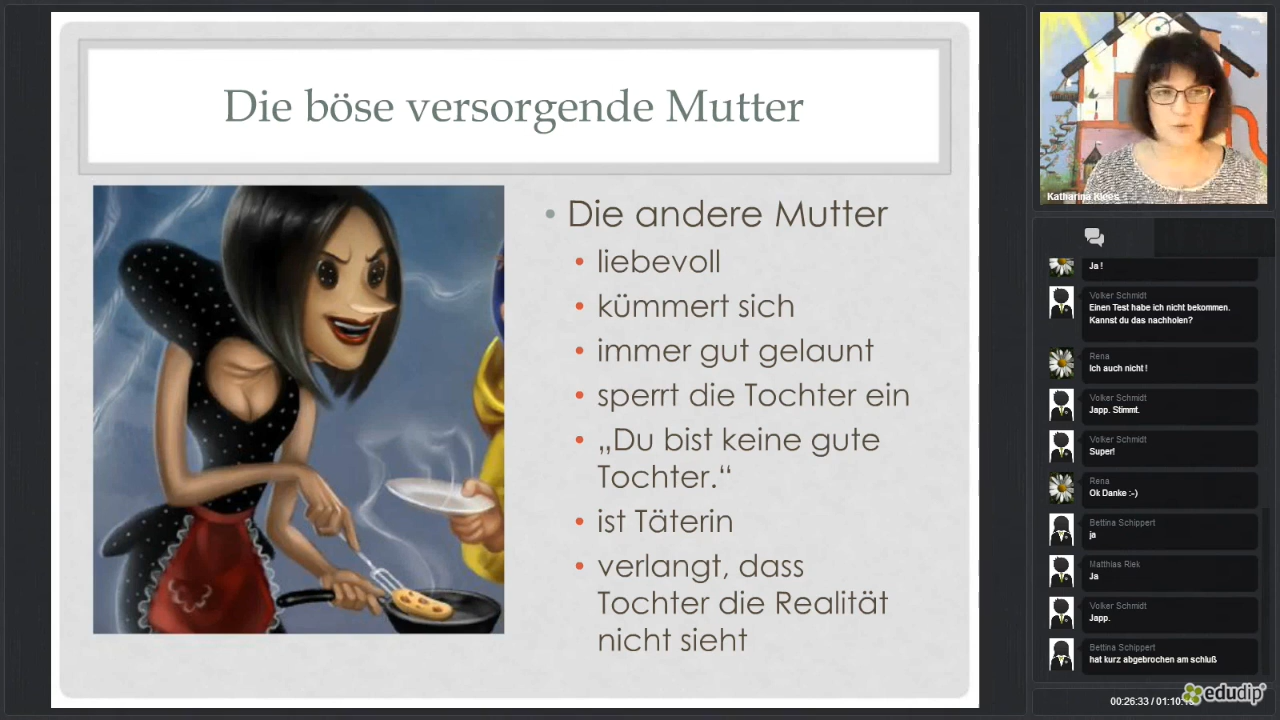 Die böse versorgende Mutter
Die andere Mutter
liebevoll
kümmert sich
immer gut gelaunt
sperrt die Tochter ein
„Du bist keine gute
Tochter.“
ist Täterin
verlangt, dass
Tochter die Realität
nicht sieht
Katharina Klees
Ja !
Volker Schmidt
Einen Test habe ich nicht bekommen.
Kannst du das nachholen?
Rena
Ich auch nicht !
Volker Schmidt
Japp. Stimmt.
Volker Schmidt
Super!
Rena
Ok Danke :-)
Bettina Schippert
ja
Matthias Riek
Ja
Volker Schmidt
Japp.
Bettina Schippert
hat kurz abgebrochen am schluß
00:26:33 /
edudip